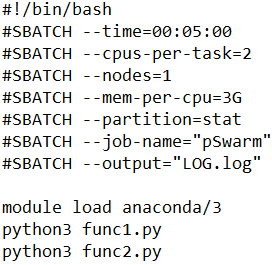 #!/bin/bash
#SBATCH --time=00:05:00
#SBATCH --cpus-per-task=2
#SBATCH --nodes=1
#SBATCH --mem-per-cpu=3G
#SBATCH --partition=stat
#SBATCH --job-name="pSwarm"
#SBATCH --output="LOG.log"

module load anaconda/3
python3 func1.py
python3 func2.py